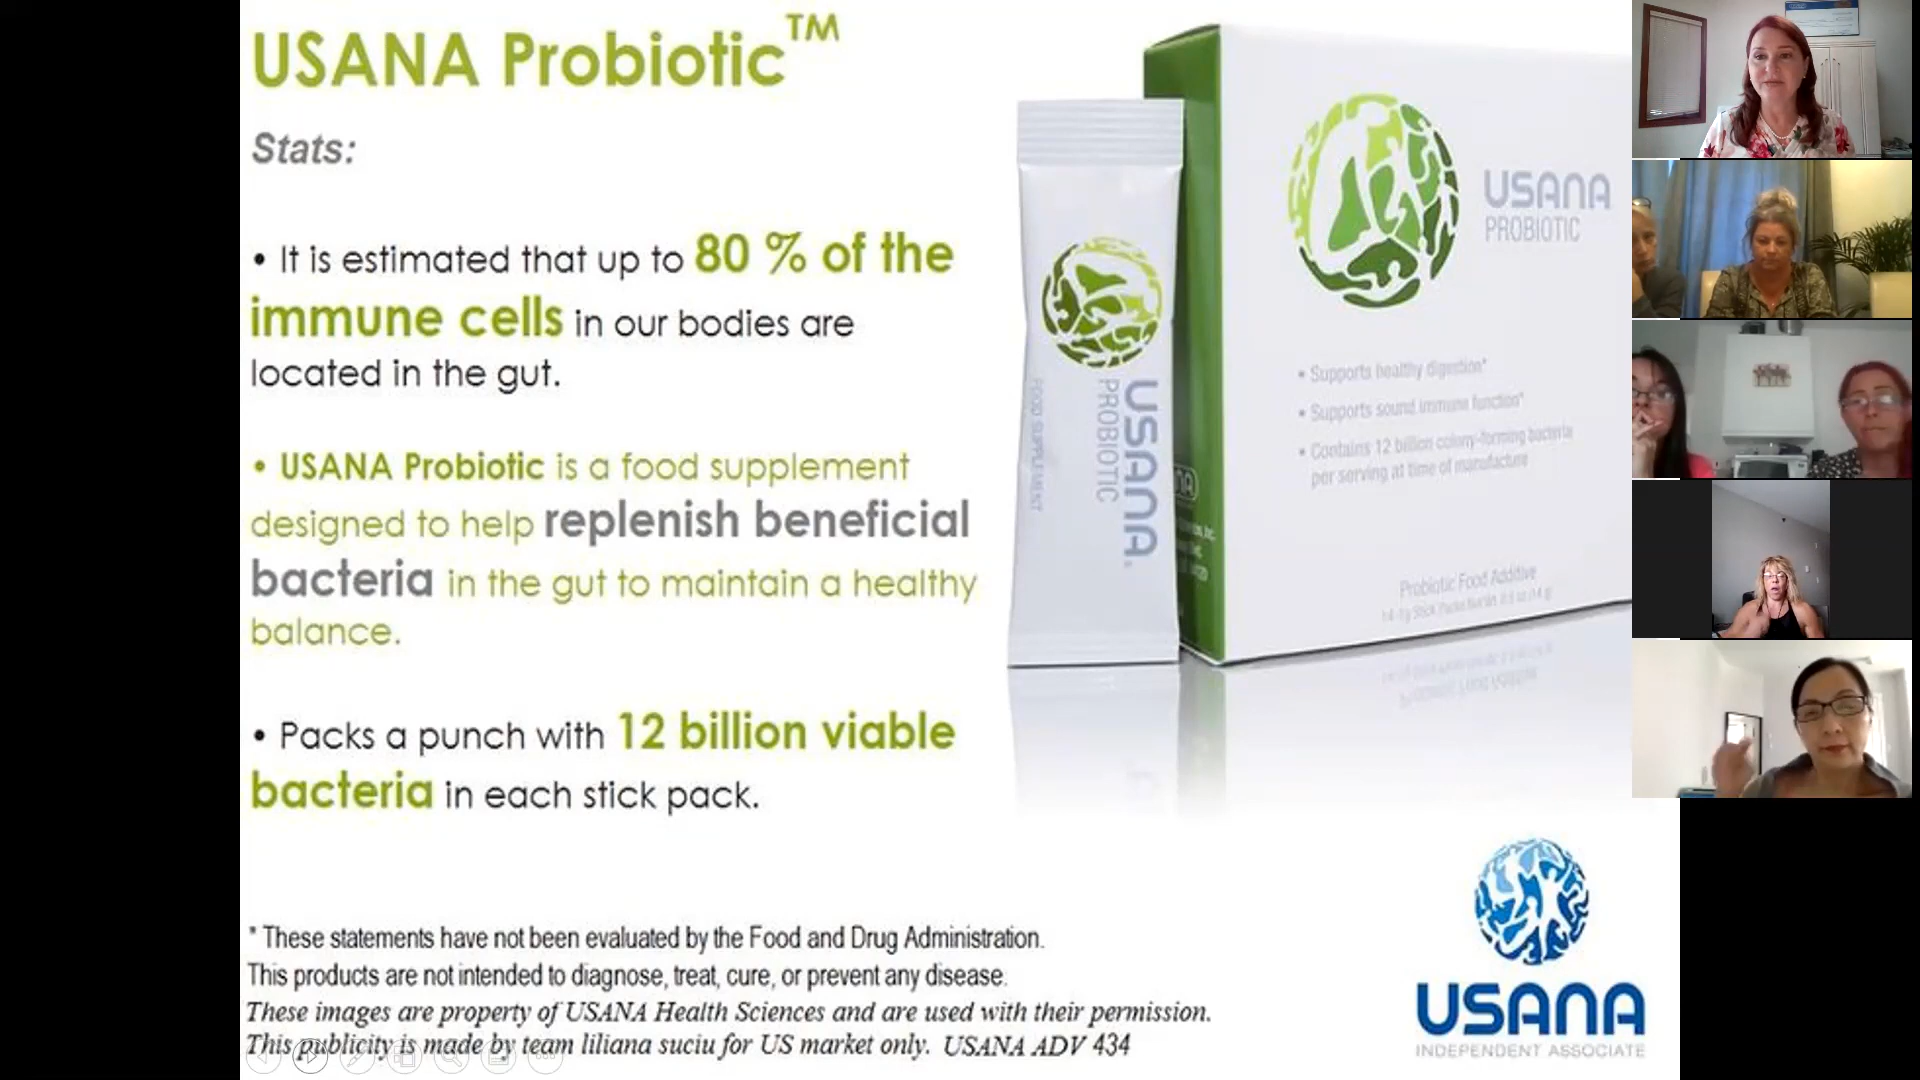 USANA Probiotic™
Stats:
• It is estimated that up to 80 % of the
immune cells in our bodies are
located in the gut.
• USANA Probiotic is a food supplement
designed to help replenish beneficial
bacteria in the gut to maintain a healthy
balance.
• Packs a punch with 12 billion viable
bacteria in each stick pack.
* These statements have not been evaluated by the Food and Drug Administration.
This products are not intended to diagnose, treat, cure, or prevent any disease.
These images are property of USANA Health Sciences and are used with their permission.
This publicity is made by team liliana suciu for US market only. USANA ADV 434
USANA
PROBIOTIC
FOOD SUPPLEMENT
USANA
PROBIOTIC
• Supports healthy digestion*
• Supports sound immune function*
• Contains 12 billion colony-forming bacteria
per serving at time of manufacture
Probiotic Food Additive
USANA
INDEPENDENT ASSOCIATE